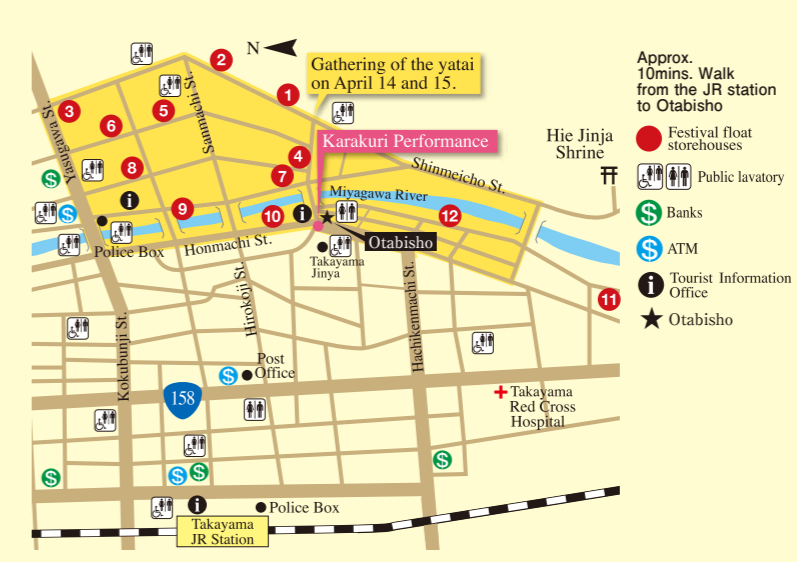 N
2
Gathering of the yatai
on April 14 and 15.
1
3
5
6
Sanmachi St.
Yasugawa St.
4
Karakuri Performance
7
8
Shinmeicho St.
Hie Jinja
Shrine
$
i
Miyagawa River
9
10
i
12
$
Police Box
Honmachi St.
Otabisho
Takayama
Jinya
11
Hirokoji St.
Hachikenmachi St.
Kokubunji St.
$
Post
Office
158
Takayama
Red Cross
Hospital
$
$
$
$
i
Police Box
Takayama
JR Station
Approx.
10mins. Walk
from the JR station
to Otabisho
Festival float
storehouses
Public lavatory
$
Banks
$
ATM
i
Tourist Information
Office
Otabisho